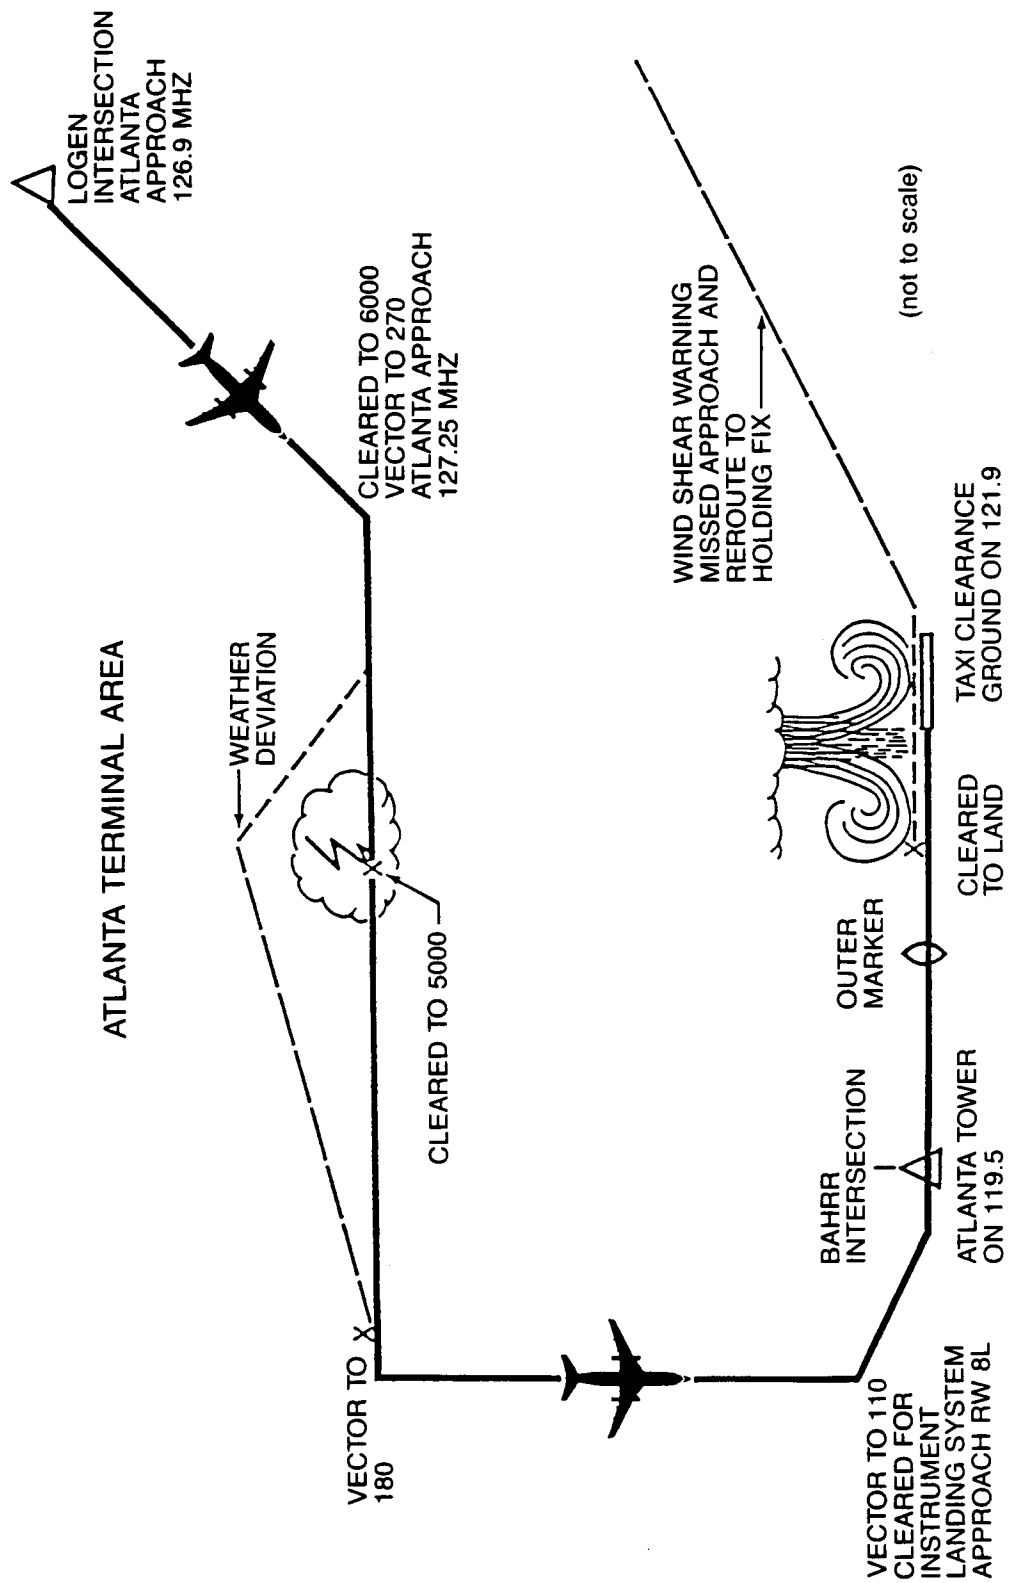 ATLANTA TERMINAL AREA
LOGEN
INTERSECTION
ATLANTA
APPROACH
126.9 MHZ
CLEARED TO 6000
VECTOR TO 270
ATLANTA APPROACH
127.25 MHZ
WEATHER
DEVIATION
CLEARED TO 5000
VECTOR TO
180
X
X
WIND SHEAR WARNING
MISSED APPROACH AND
REROUTE TO
HOLDING FIX
(not to scale)
BAHRR
INTERSECTION
OUTER
MARKER
X
VECTOR TO 110
CLEARED FOR
INSTRUMENT
LANDING SYSTEM
APPROACH RW 8L
ATLANTA TOWER
ON 119.5
CLEARED
TO LAND
TAXI CLEARANCE
GROUND ON 121.9